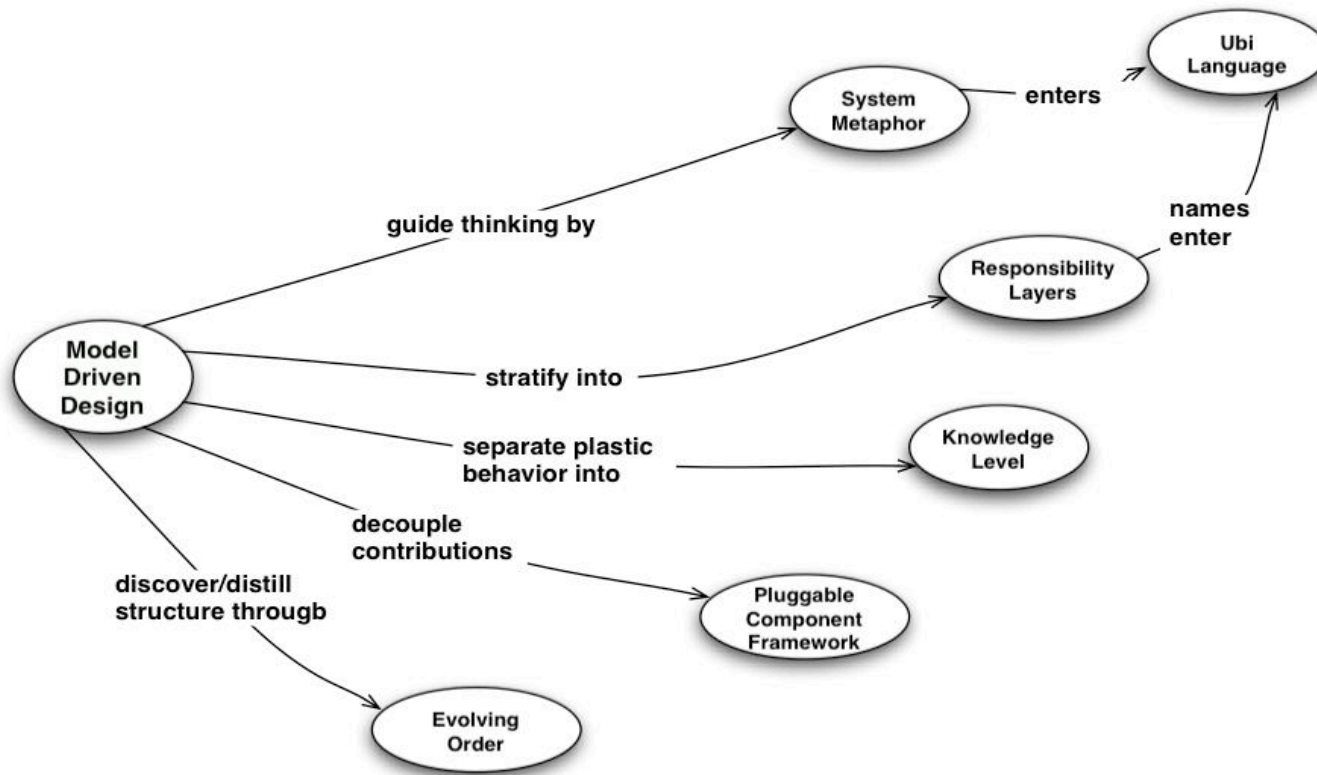 Ubi
Language
System
Metaphor
enters
names
enter
guide thinking by
Responsibility
Layers
Model
Driven
Design
stratify into
Knowledge
Level
separate plastic
behavior into
decouple
contributions
discover/distill
structure througb
Pluggable
Component
Framework
Evolving
Order